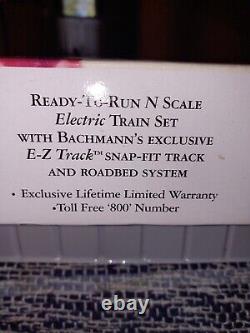 READY-TO-RUN N SCALE
Electric TRAIN SET
WITH BACHMANN'S EXCLUSIVE
E-Z Track™ SNAP-FIT TRACK
AND ROADBED SYSTEM
• Exclusive Lifetime Limited Warranty
•Toll Free '800' Number